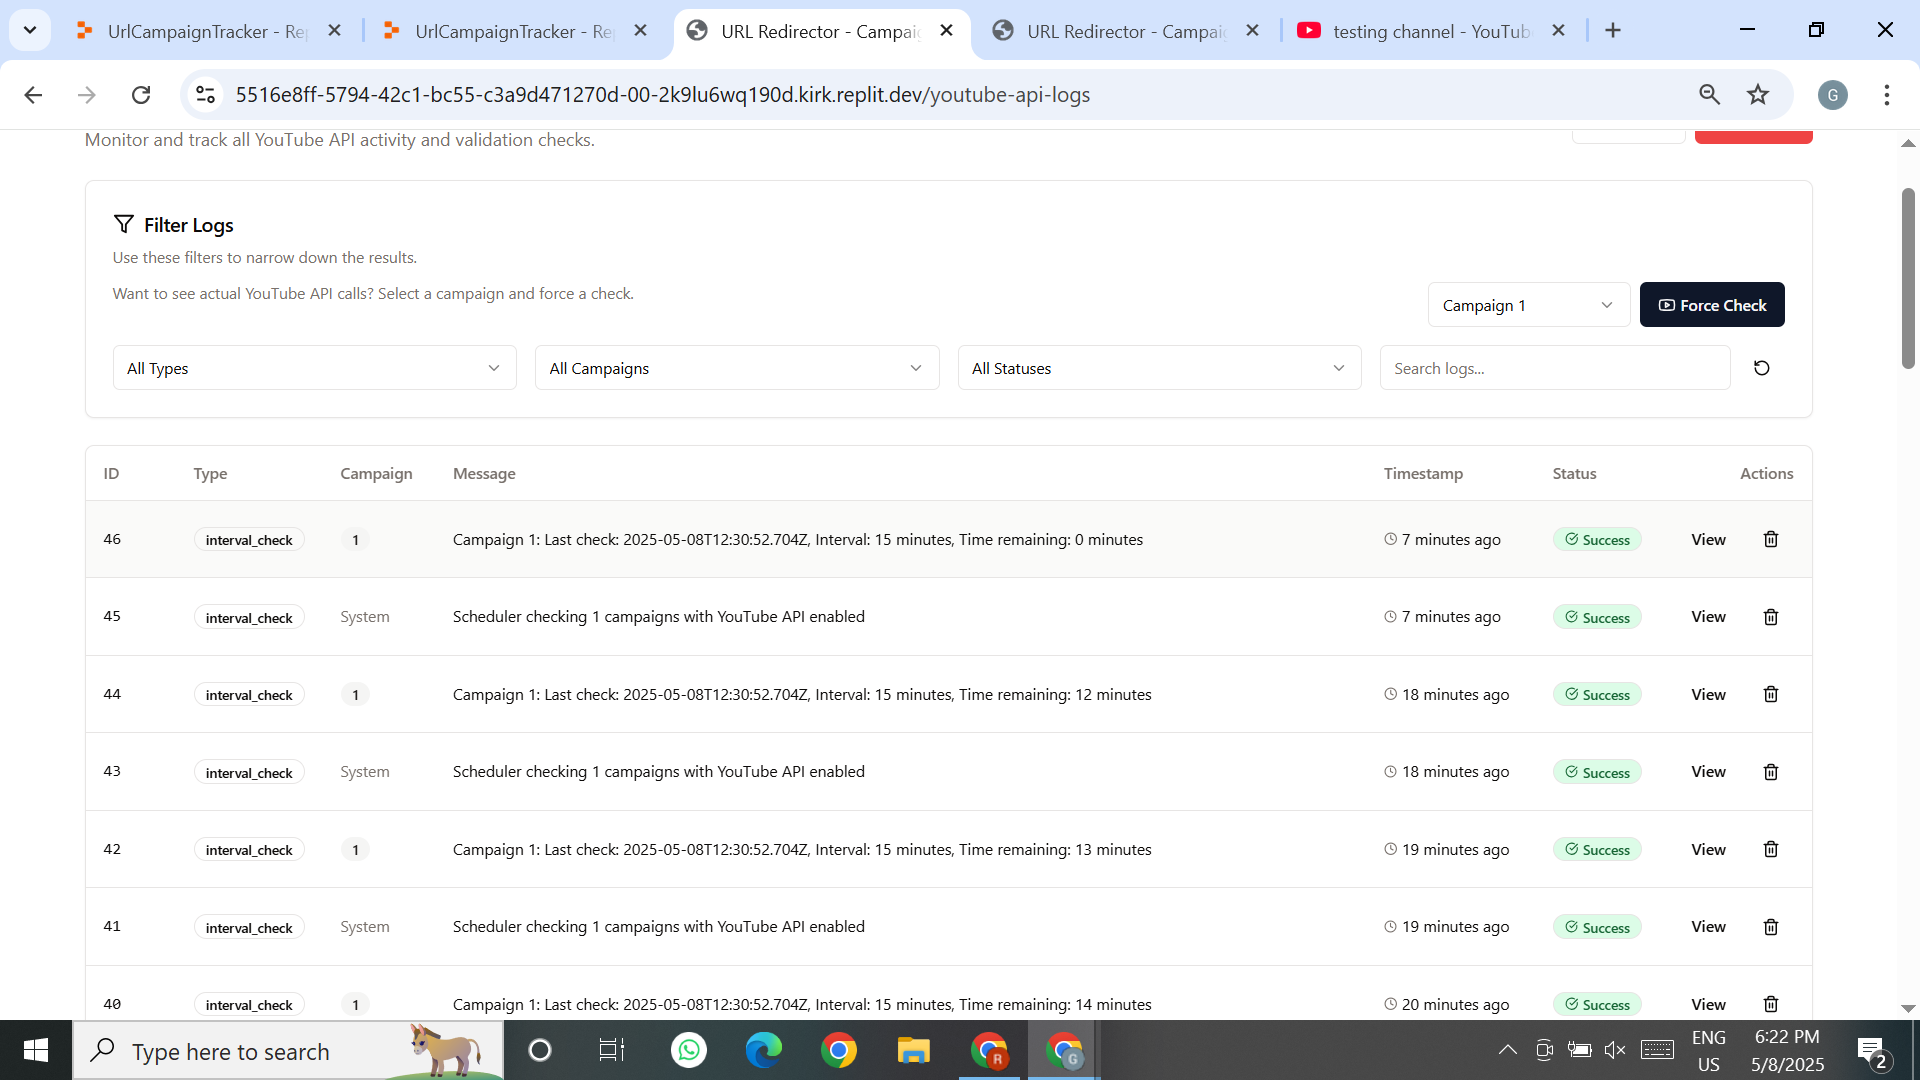 UrlCampaignTracker - Rep
UrlCampaignTracker - Rep
URL Redirector - Campaig
URL Redirector - Campaig
testing channel - YouTub
5516e8ff-5794-42c1-bc55-c3a9d471270d-00-2k9lu6wq190d.kirk.replit.dev/youtube-api-logs
G
Monitor and track all YouTube API activity and validation checks.
Filter Logs
Use these filters to narrow down the results.
Want to see actual YouTube API calls? Select a campaign and force a check.
Campaign 1
Force Check
All Types
All Campaigns
All Statuses
Search logs...
ID Type Campaign Message Timestamp Status Actions
46 interval_check 1 Campaign 1: Last check: 2025-05-08T12:30:52.704Z, Interval: 15 minutes, Time remaining: 0 minutes 7 minutes ago Success View
45 interval_check System Scheduler checking 1 campaigns with YouTube API enabled 7 minutes ago Success View
44 interval_check 1 Campaign 1: Last check: 2025-05-08T12:30:52.704Z, Interval: 15 minutes, Time remaining: 12 minutes 18 minutes ago Success View
43 interval_check System Scheduler checking 1 campaigns with YouTube API enabled 18 minutes ago Success View
42 interval_check 1 Campaign 1: Last check: 2025-05-08T12:30:52.704Z, Interval: 15 minutes, Time remaining: 13 minutes 19 minutes ago Success View
41 interval_check System Scheduler checking 1 campaigns with YouTube API enabled 19 minutes ago Success View
40 interval_check 1 Campaign 1: Last check: 2025-05-08T12:30:52.704Z, Interval: 15 minutes, Time remaining: 14 minutes 20 minutes ago Success View
Type here to search
R
G
ENG
US
6:22 PM
5/8/2025
2